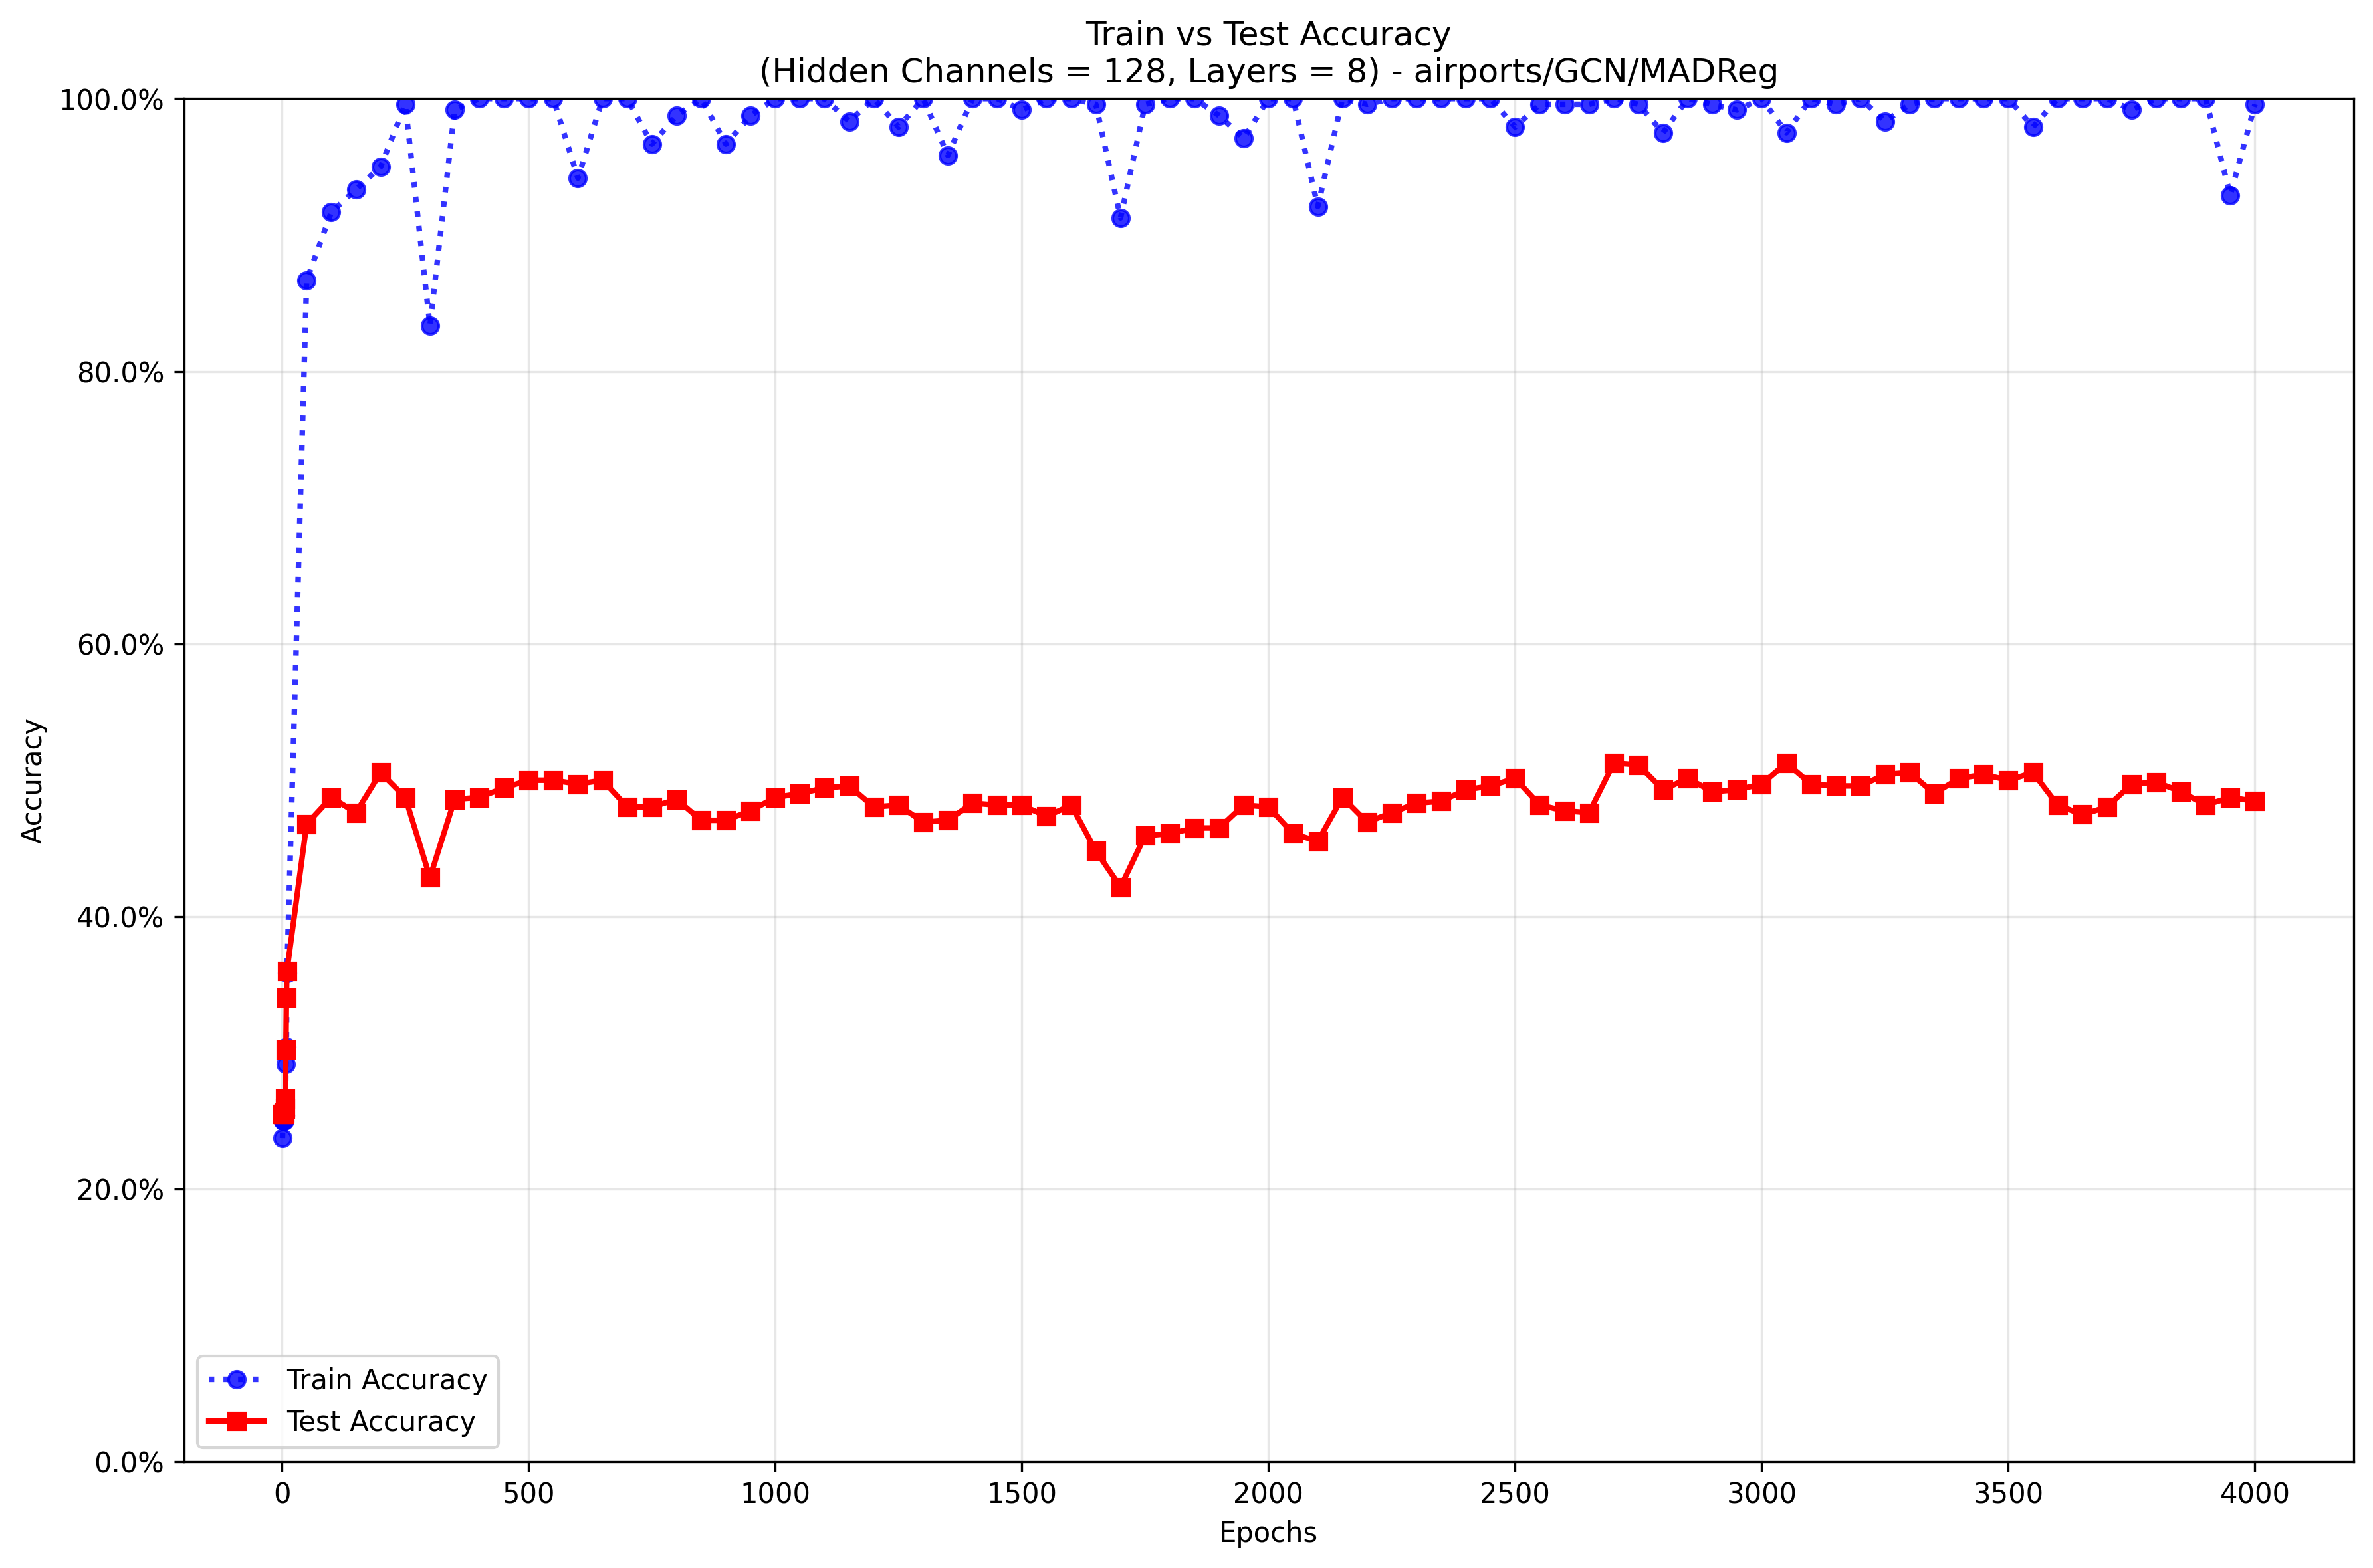 Train vs Test Accuracy
(Hidden Channels = 128, Layers = 8) - airports/GCN/MADReg
100.0%
80.0%
60.0%
40.0%
20.0%
0.0%
Accuracy
Train Accuracy
Test Accuracy
0 500 1000 1500 2000 2500 3000 3500 4000
Epochs